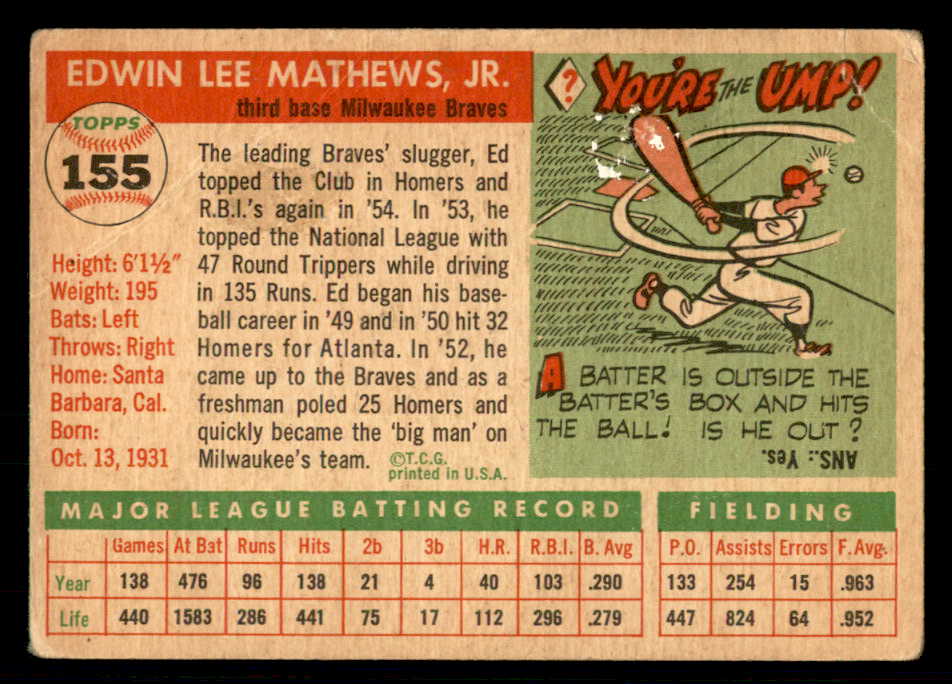 EDWIN LEE MATHEWS, JR.
third base Milwaukee Braves
TOPPS
155
Height: 6'1½"
Weight: 195
Bats: Left
Throws: Right
Home: Santa
Barbara, Cal.
Born:
Oct. 13, 1931
The leading Braves' slugger, Ed
topped the Club in Homers and
R.B.I.'s again in '54. In '53, he
topped the National League with
47 Round Trippers while driving
in 135 Runs. Ed began his base-
ball career in '49 and in '50 hit 32
Homers for Atlanta. In '52, he
came up to the Braves and as a
freshman poled 25 Homers and
quickly became the 'big man' on
Milwaukee's team.
©T.C.G.
printed in U.S.A.
? YOU'RE THE UMP!
A BATTER IS OUTSIDE THE
BATTER'S BOX AND HITS
THE BALL! IS HE OUT?
ANS.: Yes.
MAJOR LEAGUE BATTING RECORD
Games At Bat Runs Hits 2b 3b H.R. R.B.I. B. Avg
Year 138 476 96 138 21 4 40 103 .290
Life 440 1583 286 441 75 17 112 296 .279
FIELDING
P.O. Assists Errors F. Avg.
133 254 15 .963
447 824 64 .952